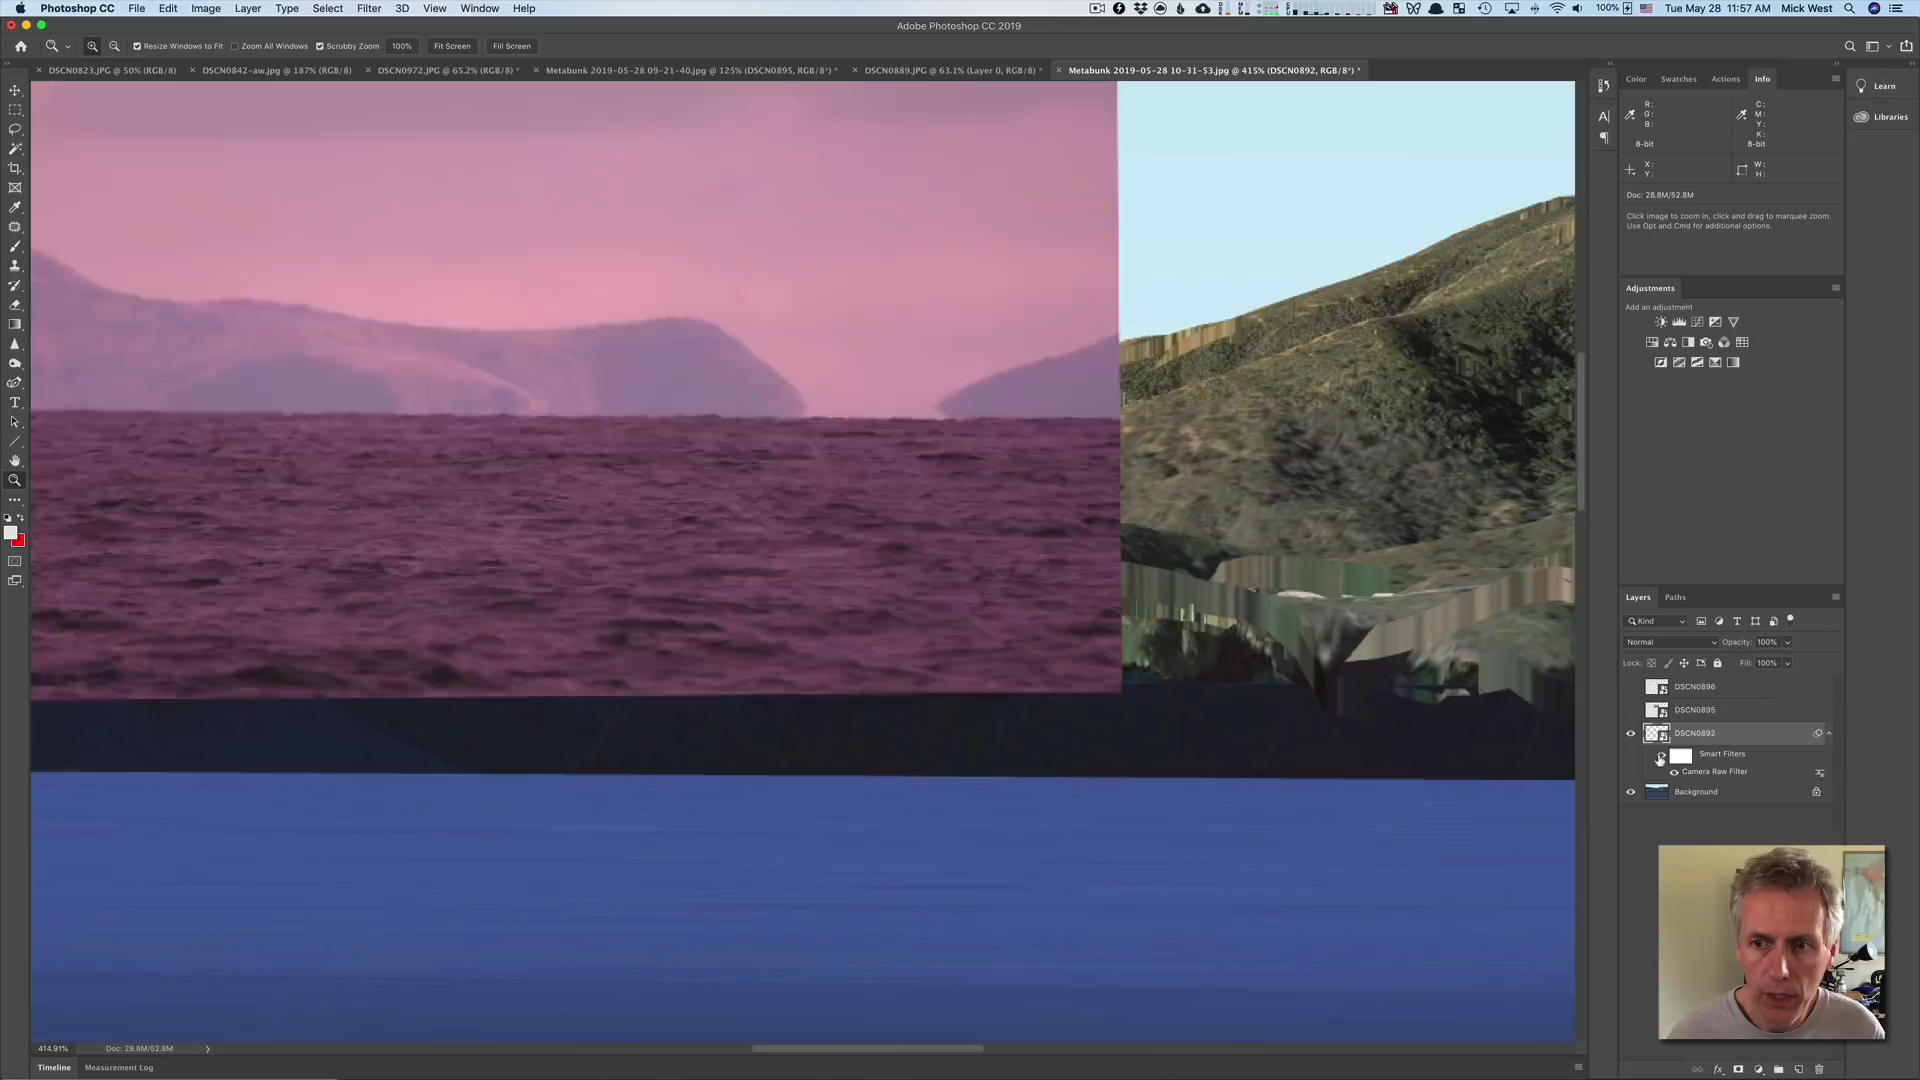 Photoshop CC File Edit Image Layer Type Select Filter 3D View Window Help 100% Tue May 28 11:57 AM Mick West
Adobe Photoshop CC 2019
Resize Windows to Fit Zoom All Windows Scrubby Zoom 100% Fit Screen Fill Screen
DSCN0823.JPG @ 50% (RGB/8) DSCN0842-aw.jpg @ 187% (RGB/8) DSCN0972.JPG @ 65.2% (RGB/8) * Metabunk 2019-05-28 09-21-40.jpg @ 125% (DSCN0895, RGB/8*) * DSCN0889.JPG @ 63.1% (Layer 0, RGB/8) * Metabunk 2019-05-28 10-31-53.jpg @ 415% (DSCN0892, RGB/8*) *
Color Swatches Actions Info
Learn
Libraries
R: C:
G: M:
B: Y:
K:
8-bit 8-bit
X: W:
Y: H:
Doc: 28.8M/52.8M
Click image to zoom in, click and drag to marquee zoom.
Use Opt and Cmd for additional options.
Adjustments
Add an adjustment
Layers Paths
Kind
Normal Opacity: 100%
Lock: Fill: 100%
DSCN0896
DSCN0895
DSCN0892
Smart Filters
Camera Raw Filter
Background
414.91% Doc: 28.8M/52.8M
Timeline Measurement Log